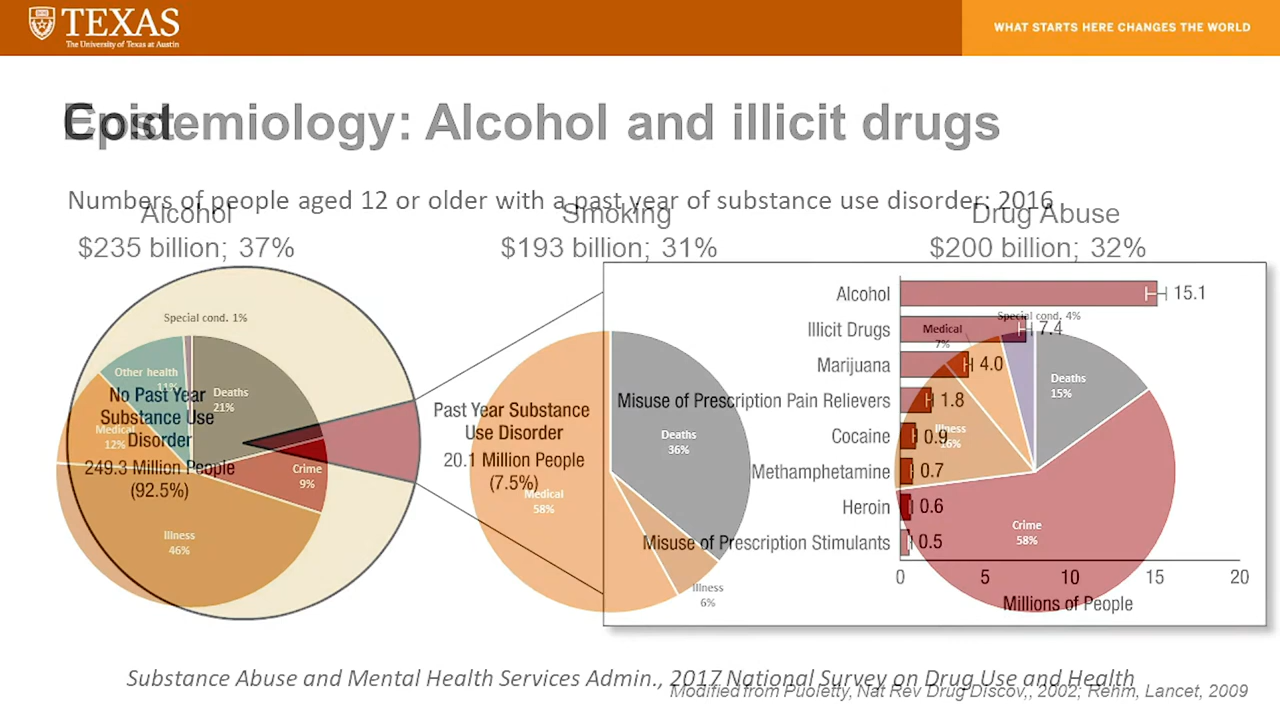 TEXAS
The University of Texas at Austin
WHAT STARTS HERE CHANGES THE WORLD
Epidemiology: Alcohol and illicit drugs
Cost
Numbers of people aged 12 or older with a past year of substance use disorder; 2016
Alcohol
$235 billion; 37%
Smoking
$193 billion; 31%
Drug Abuse
$200 billion; 32%
Special cond. 1%
Other health
11%
Deaths
21%
Medical
12%
Crime
9%
Illness
46%
No Past Year
Substance Use
Disorder
249.3 Million People
(92.5%)
Past Year Substance
Use Disorder
20.1 Million People
(7.5%)
Deaths
36%
Medical
58%
Illness
6%
Alcohol 15.1
Illicit Drugs 7.4
Marijuana 4.0
Misuse of Prescription Pain Relievers 1.8
Cocaine 0.9
Methamphetamine 0.7
Heroin 0.6
Misuse of Prescription Stimulants 0.5
0 5 10 15 20
Millions of People
Special cond. 4%
Medical
7%
Deaths
15%
Illness
16%
Crime
58%
Substance Abuse and Mental Health Services Admin., 2017 National Survey on Drug Use and Health
Modified from Puoletty, Nat Rev Drug Discov,, 2002; Rehm, Lancet, 2009